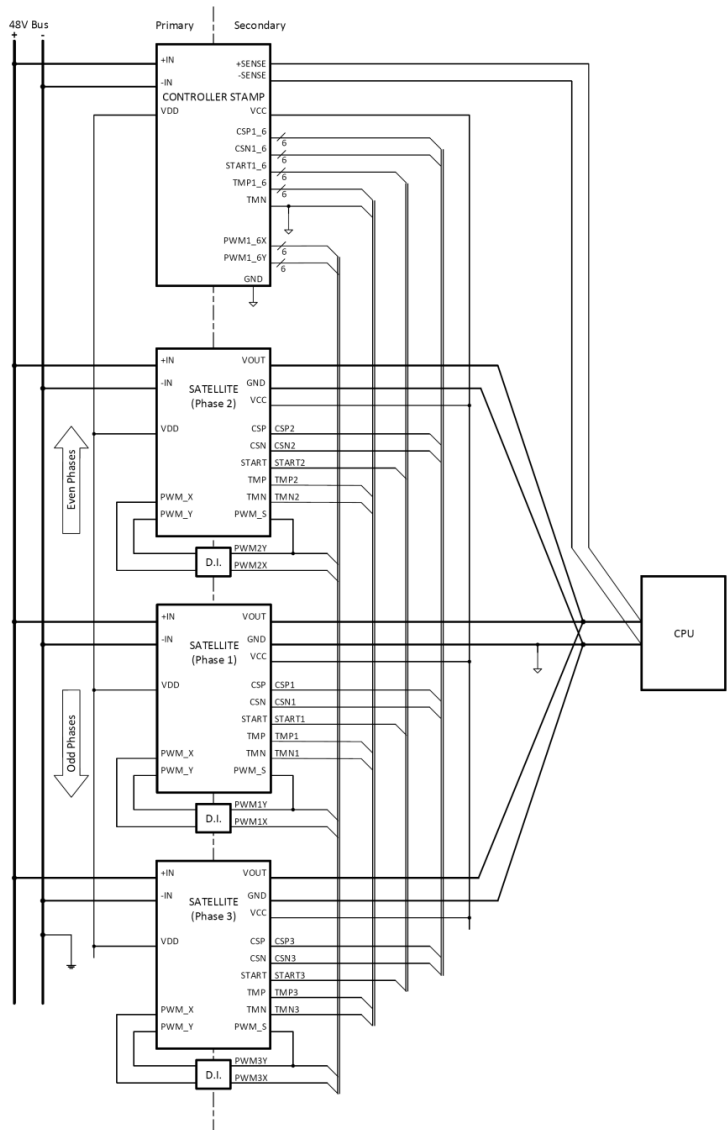 48V Bus
+ -
Primary Secondary
+IN
-IN
CONTROLLER STAMP
VDD
+SENSE
-SENSE
VCC
CSP1_6
6
CSN1_6
6
START1_6
6
TMP1_6
6
TMN
PWM1_6X
6
PWM1_6Y
6
GND
+IN
-IN
SATELLITE
(Phase 2)
VDD
PWM_X
PWM_Y
VOUT
GND
VCC
CSP CSP2
CSN CSN2
START START2
TMP TMP2
TMN TMN2
PWM_S
D.I.
PWM2Y
PWM2X
Even Phases
+IN
-IN
SATELLITE
(Phase 1)
VDD
PWM_X
PWM_Y
VOUT
GND
VCC
CSP CSP1
CSN CSN1
START START1
TMP TMP1
TMN TMN1
PWM_S
D.I.
PWM1Y
PWM1X
Odd Phases
CPU
+IN
-IN
SATELLITE
(Phase 3)
VDD
PWM_X
PWM_Y
VOUT
GND
VCC
CSP CSP3
CSN CSN3
START START3
TMP TMP3
TMN TMN3
PWM_S
D.I.
PWM3Y
PWM3X